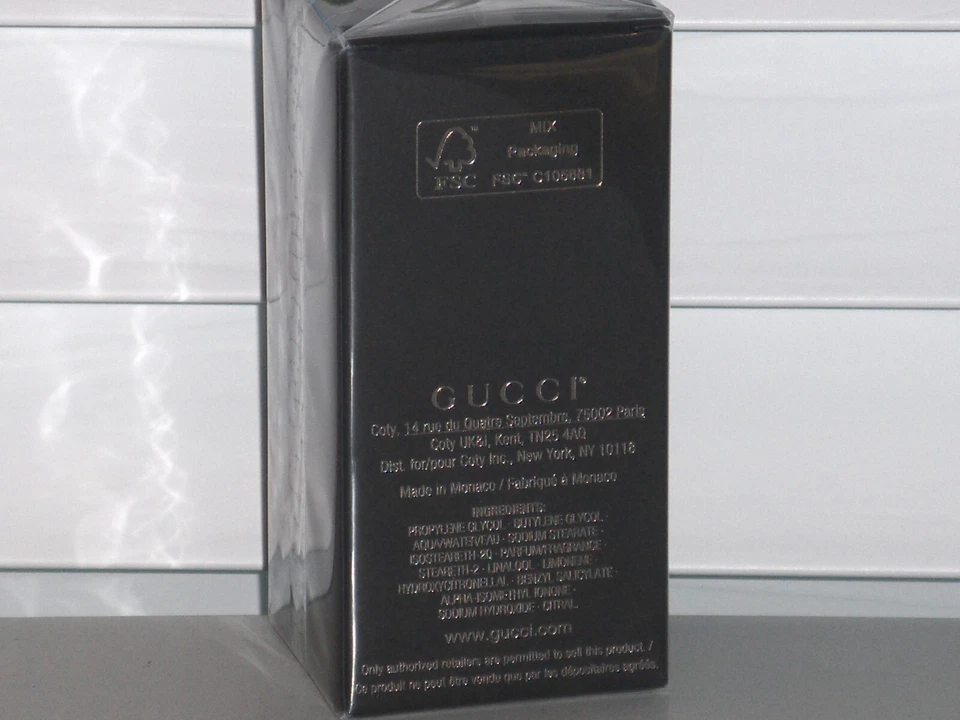 MIX
Packaging
FSC™ FSC™ C106681
GUCCI®
Coty, 14 rue du Quatre Septembre, 75002 Paris
Coty UK&I, Kent, TN25 4AQ
Dist. for/pour Coty Inc., New York, NY 10118
Made in Monaco / Fabriqué à Monaco
INGREDIENTS:
PROPYLENE GLYCOL · BUTYLENE GLYCOL ·
AQUA/WATER/EAU · SODIUM STEARATE ·
ISOSTEARETH-20 · PARFUM/FRAGRANCE ·
STEARETH-2 · LINALOOL · LIMONENE ·
HYDROXYCITRONELLAL · BENZYL SALICYLATE ·
ALPHA-ISOMETHYL IONONE ·
SODIUM HYDROXIDE · CITRAL.
www.gucci.com
Only authorized retailers are permitted to sell this product. /
Ce produit ne peut être vendu que par les dépositaires agréés.